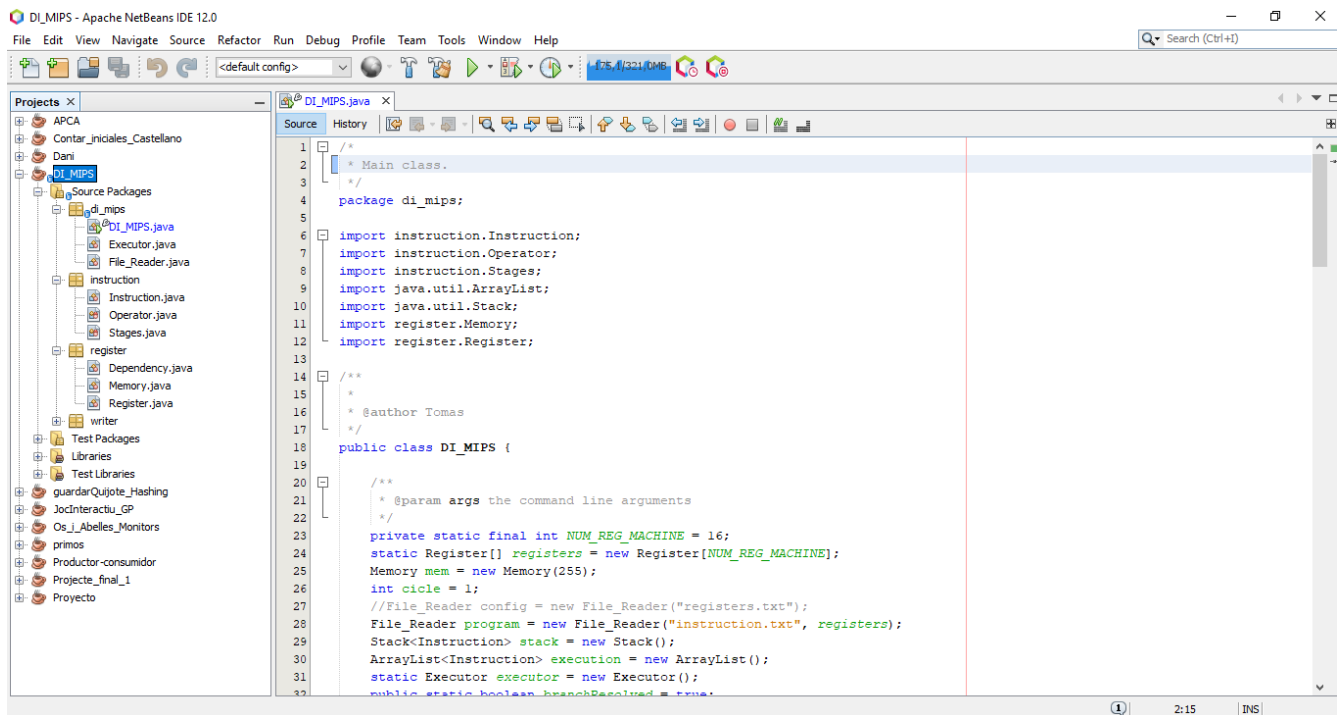 DI_MIPS - Apache NetBeans IDE 12.0
File Edit View Navigate Source Refactor Run Debug Profile Team Tools Window Help
Search (Ctrl+I)
<default config>
Projects
APCA
Contar_iniciales_Castellano
Dani
DI_MIPS
Source Packages
di_mips
DI_MIPS.java
Executor.java
File_Reader.java
instruction
Instruction.java
Operator.java
Stages.java
register
Dependency.java
Memory.java
Register.java
writer
Test Packages
Libraries
Test Libraries
guardarQuijote_Hashing
JocInteractiu_GP
Os_i_Abelles_Monitors
primos
Productor-consumidor
Projecte_final_1
Proyecto
DI_MIPS.java
Source History
1 /*
2 * Main class.
3 */
4 package di_mips;
5
6 import instruction.Instruction;
7 import instruction.Operator;
8 import instruction.Stages;
9 import java.util.ArrayList;
10 import java.util.Stack;
11 import register.Memory;
12 import register.Register;
13
14 /**
15 *
16 * @author Tomas
17 */
18 public class DI_MIPS {
19
20 /**
21 * @param args the command line arguments
22 */
23 private static final int NUM_REG_MACHINE = 16;
24 static Register[] registers = new Register[NUM_REG_MACHINE];
25 Memory mem = new Memory(255);
26 int cicle = 1;
27 //File_Reader config = new File_Reader("registers.txt");
28 File_Reader program = new File_Reader("instruction.txt", registers);
29 Stack<Instruction> stack = new Stack();
30 ArrayList<Instruction> execution = new ArrayList();
31 static Executor executor = new Executor();
32 public static boolean branchResolved = true;
1 2:15 INS